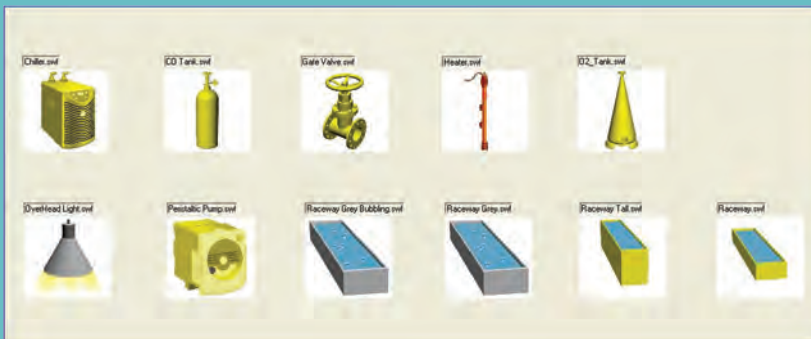 Chiller.swf
CO Tank.swf
Gate Valve.swf
Heater.swf
O2_Tank.swf
OverHead Light.swf
Peristaltic Pump.swf
Raceway Grey Bubbling.swf
Raceway Grey.swf
Raceway Tall.swf
Raceway.swf